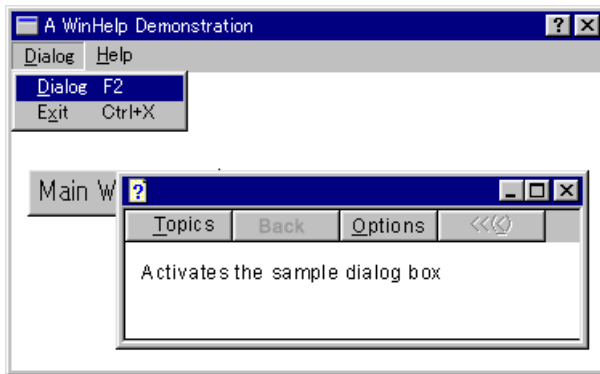 A WinHelp Demonstration
Dialog Help
Dialog F2
Exit Ctrl+X
Main W
Topics Back Options <<(<)
Activates the sample dialog box